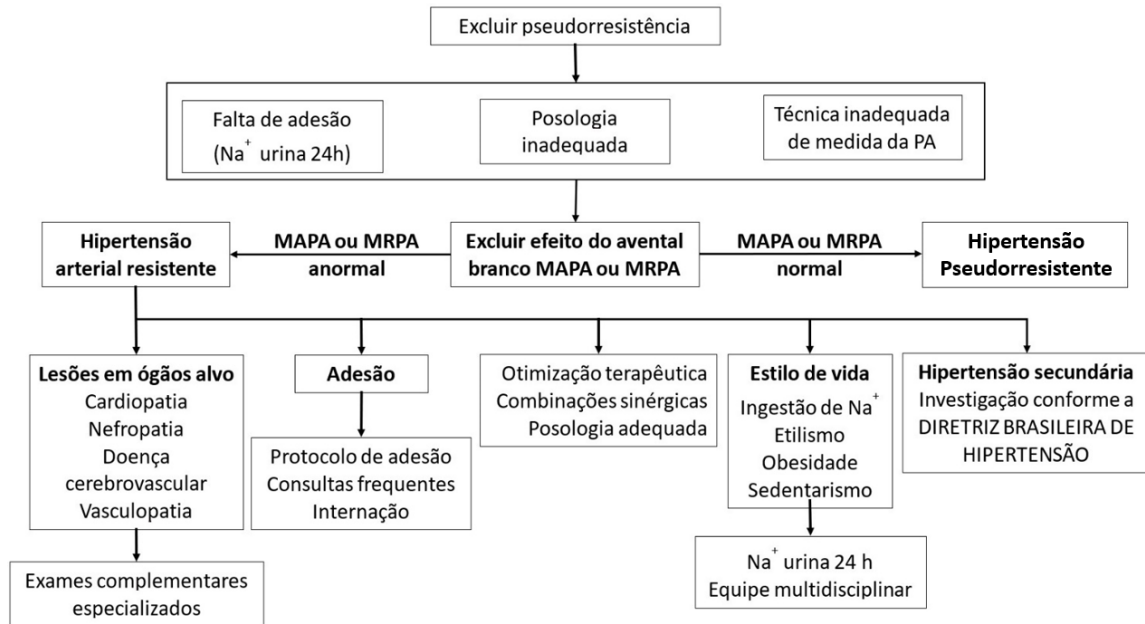 Excluir pseudorresistência
Falta de adesão
(Na⁺ urina 24h)
Posologia
inadequada
Técnica inadequada
de medida da PA
Hipertensão
arterial resistente
MAPA ou MRPA
anormal
Excluir efeito do avental
branco MAPA ou MRPA
MAPA ou MRPA
normal
Hipertensão
Pseudorresistente
Lesões em ógãos alvo
Cardiopatia
Nefropatia
Doença
cerebrovascular
Vasculopatia
Exames complementares
especializados
Adesão
Protocolo de adesão
Consultas frequentes
Internação
Otimização terapêutica
Combinações sinérgicas
Posologia adequada
Estilo de vida
Ingestão de Na⁺
Etilismo
Obesidade
Sedentarismo
Na⁺ urina 24 h
Equipe multidisciplinar
Hipertensão secundária
Investigação conforme a
DIRETRIZ BRASILEIRA DE
HIPERTENSÃO